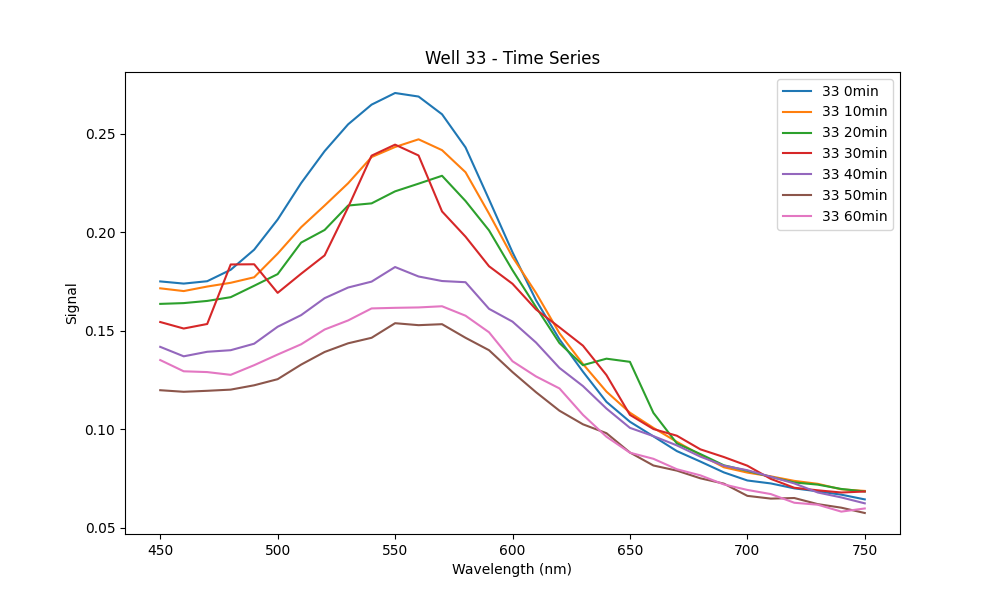 Well 33 - Time Series
33 0min
33 10min
33 20min
33 30min
33 40min
33 50min
33 60min
Signal
0.25
0.20
0.15
0.10
0.05
450 500 550 600 650 700 750
Wavelength (nm)